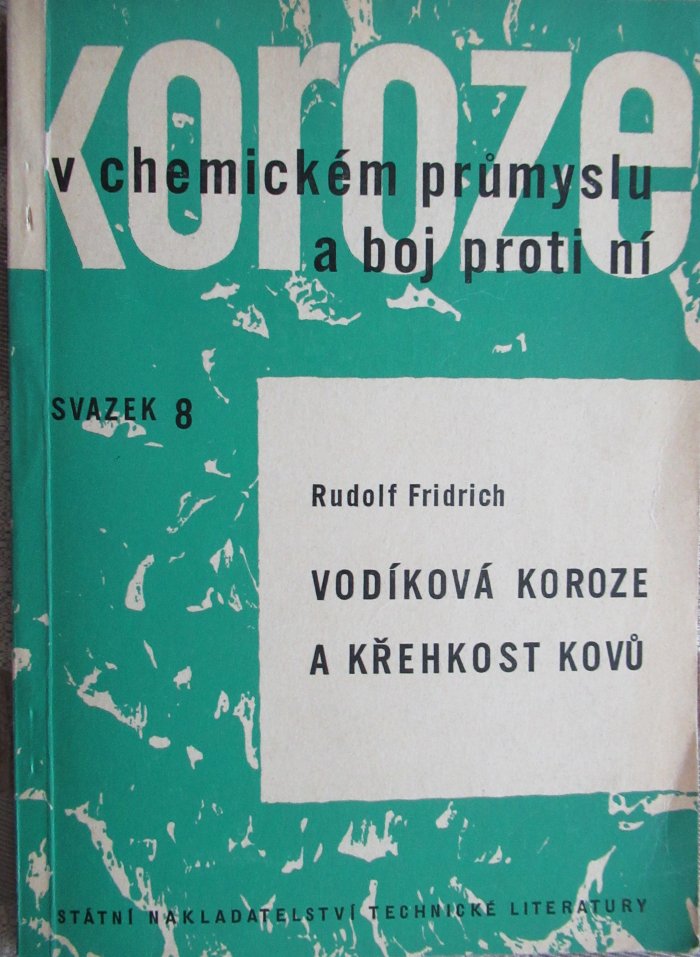 koroze
v chemickém průmyslu
a boj proti ní
SVAZEK 8
Rudolf Fridrich
VODÍKOVÁ KOROZE
A KŘEHKOST KOVŮ
STÁTNÍ NAKLADATELSTVÍ TECHNICKÉ LITERATURY